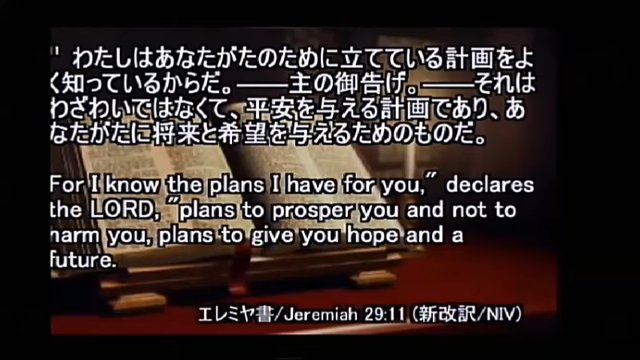 " わたしはあなたがたのために立てている計画をよ
く知っているからだ。――主の御告げ。――それは
わざわいではなくて、平安を与える計画であり、あ
なたがたに将来と希望を与えるためのものだ。
For I know the plans I have for you," declares
the LORD, "plans to prosper you and not to
harm you, plans to give you hope and a
future.
エレミヤ書/Jeremiah 29:11 (新改訳/NIV)